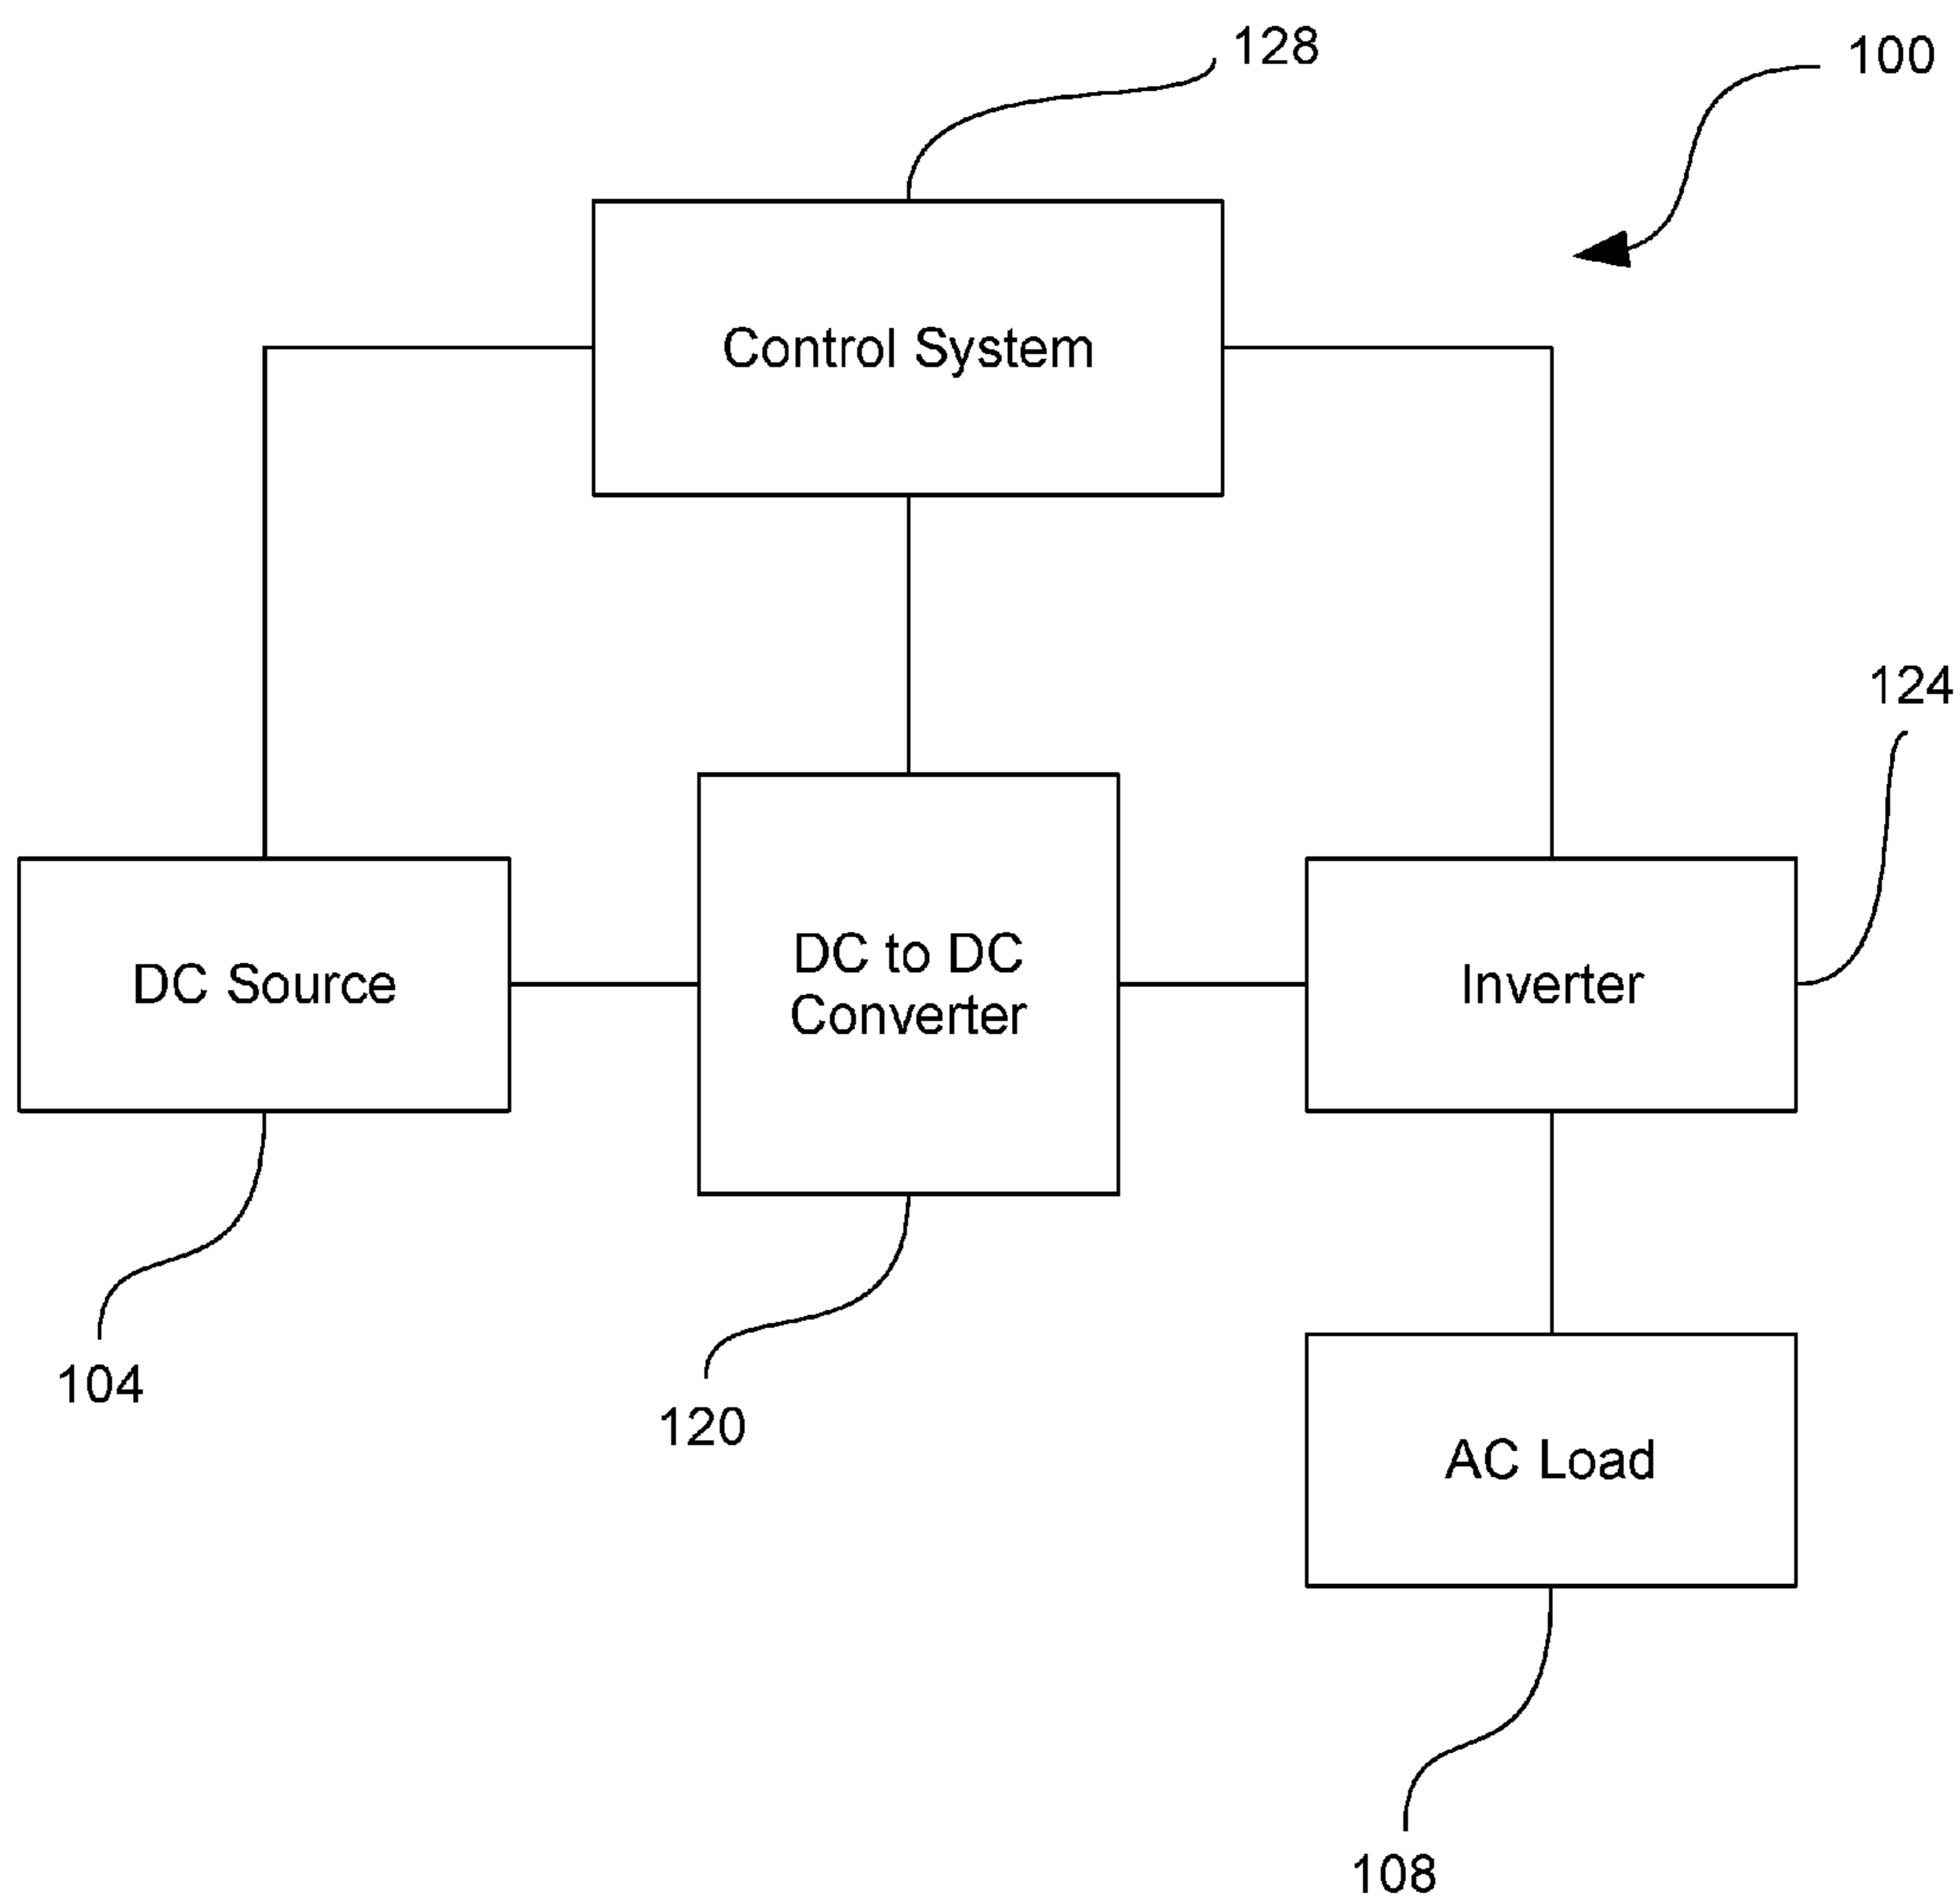 128
100
Control System
124
DC Source
DC to DC
Converter
Inverter
104
120
AC Load
108